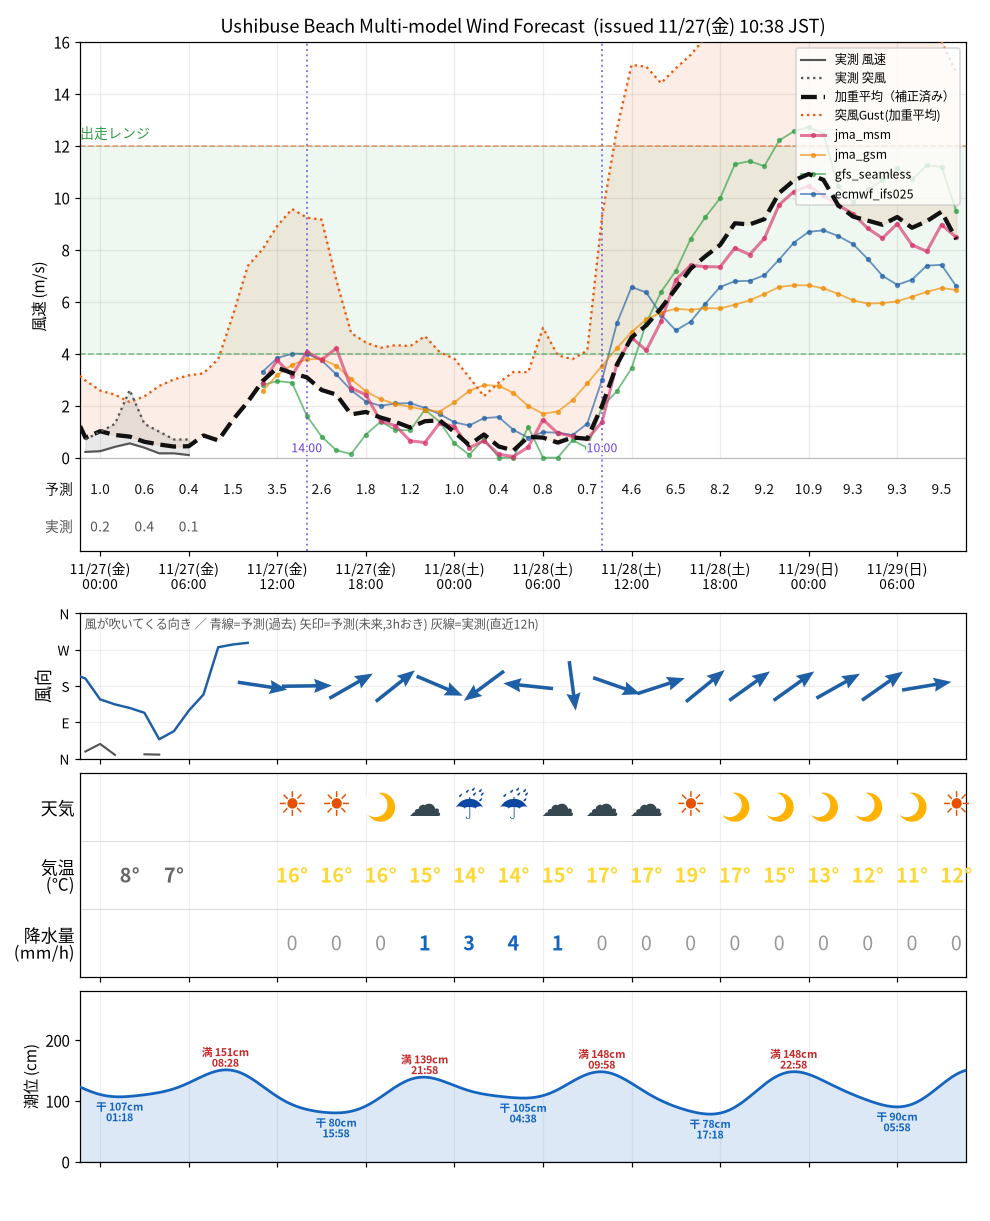 Ushibuse Beach Multi-model Wind Forecast (issued 11/27(金) 10:38 JST)
風速 (m/s)
16
14
12
10
8
6
4
2
0
出走レンジ
実測 風速
実測 突風
加重平均（補正済み）
突風Gust(加重平均)
jma_msm
jma_gsm
gfs_seamless
ecmwf_ifs025
14:00
10:00
予測 1.0 0.6 0.4 1.5 3.5 2.6 1.8 1.2 1.0 0.4 0.8 0.7 4.6 6.5 8.2 9.2 10.9 9.3 9.3 9.5
実測 0.2 0.4 0.1
11/27(金) 11/27(金) 11/27(金) 11/27(金) 11/28(土) 11/28(土) 11/28(土) 11/28(土) 11/29(日) 11/29(日)
00:00 06:00 12:00 18:00 00:00 06:00 12:00 18:00 00:00 06:00
風向
N
W
S
E
N
風が吹いてくる向き ／ 青線=予測(過去) 矢印=予測(未来,3hおき) 灰線=実測(直近12h)
天気
気温
(°C)
8° 7° 16° 16° 16° 15° 14° 14° 15° 17° 17° 19° 17° 15° 13° 12° 11° 12°
降水量
(mm/h)
0 0 0 1 3 4 1 0 0 0 0 0 0 0 0 0
潮位 (cm)
200
100
0
満 151cm
08:28
満 139cm
21:58
満 148cm
09:58
満 148cm
22:58
干 107cm
01:18
干 80cm
15:58
干 105cm
04:38
干 78cm
17:18
干 90cm
05:58